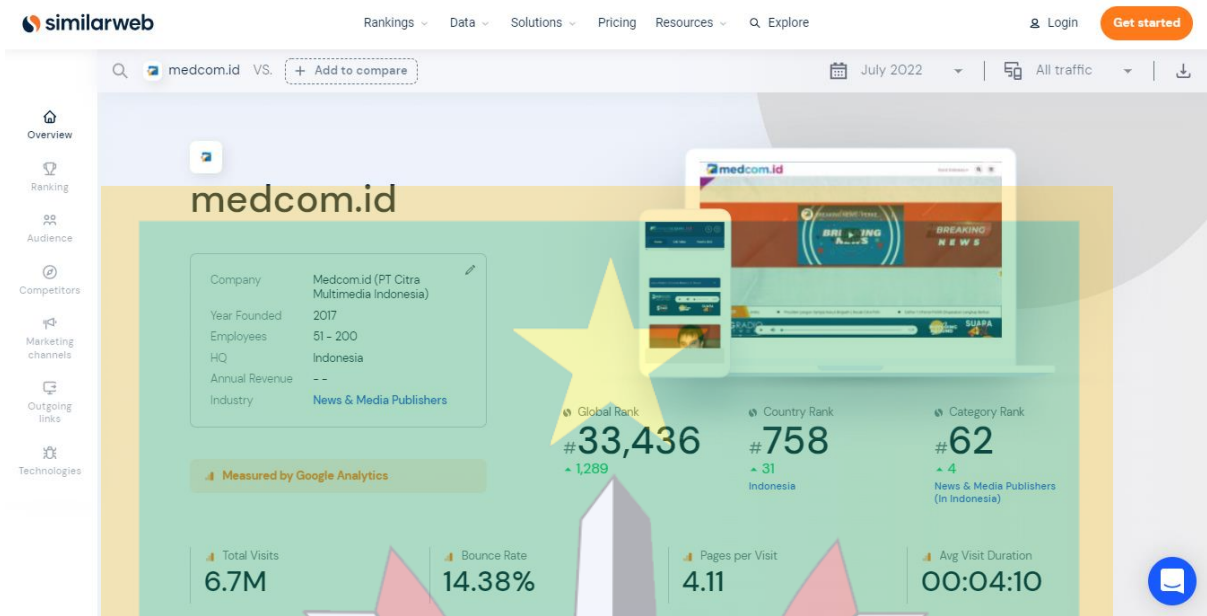 similarweb
Rankings Data Solutions Pricing Resources Explore Login Get started
medcom.id VS. + Add to compare July 2022 All traffic
Overview
Ranking
Audience
Competitors
Marketing
channels
Outgoing
links
Technologies
medcom.id
Company Medcom.id (PT Citra
Multimedia Indonesia)
Year Founded 2017
Employees 51 - 200
HQ Indonesia
Annual Revenue - -
Industry News & Media Publishers
Measured by Google Analytics
medcom.id
BREAKING NEWS
BREAKING
NEWS
BREAKING
NEWS
Global Rank
#33,436
1,289
Country Rank
#758
31
Indonesia
Category Rank
#62
4
News & Media Publishers
(In Indonesia)
Total Visits
6.7M
Bounce Rate
14.38%
Pages per Visit
4.11
Avg Visit Duration
00:04:10